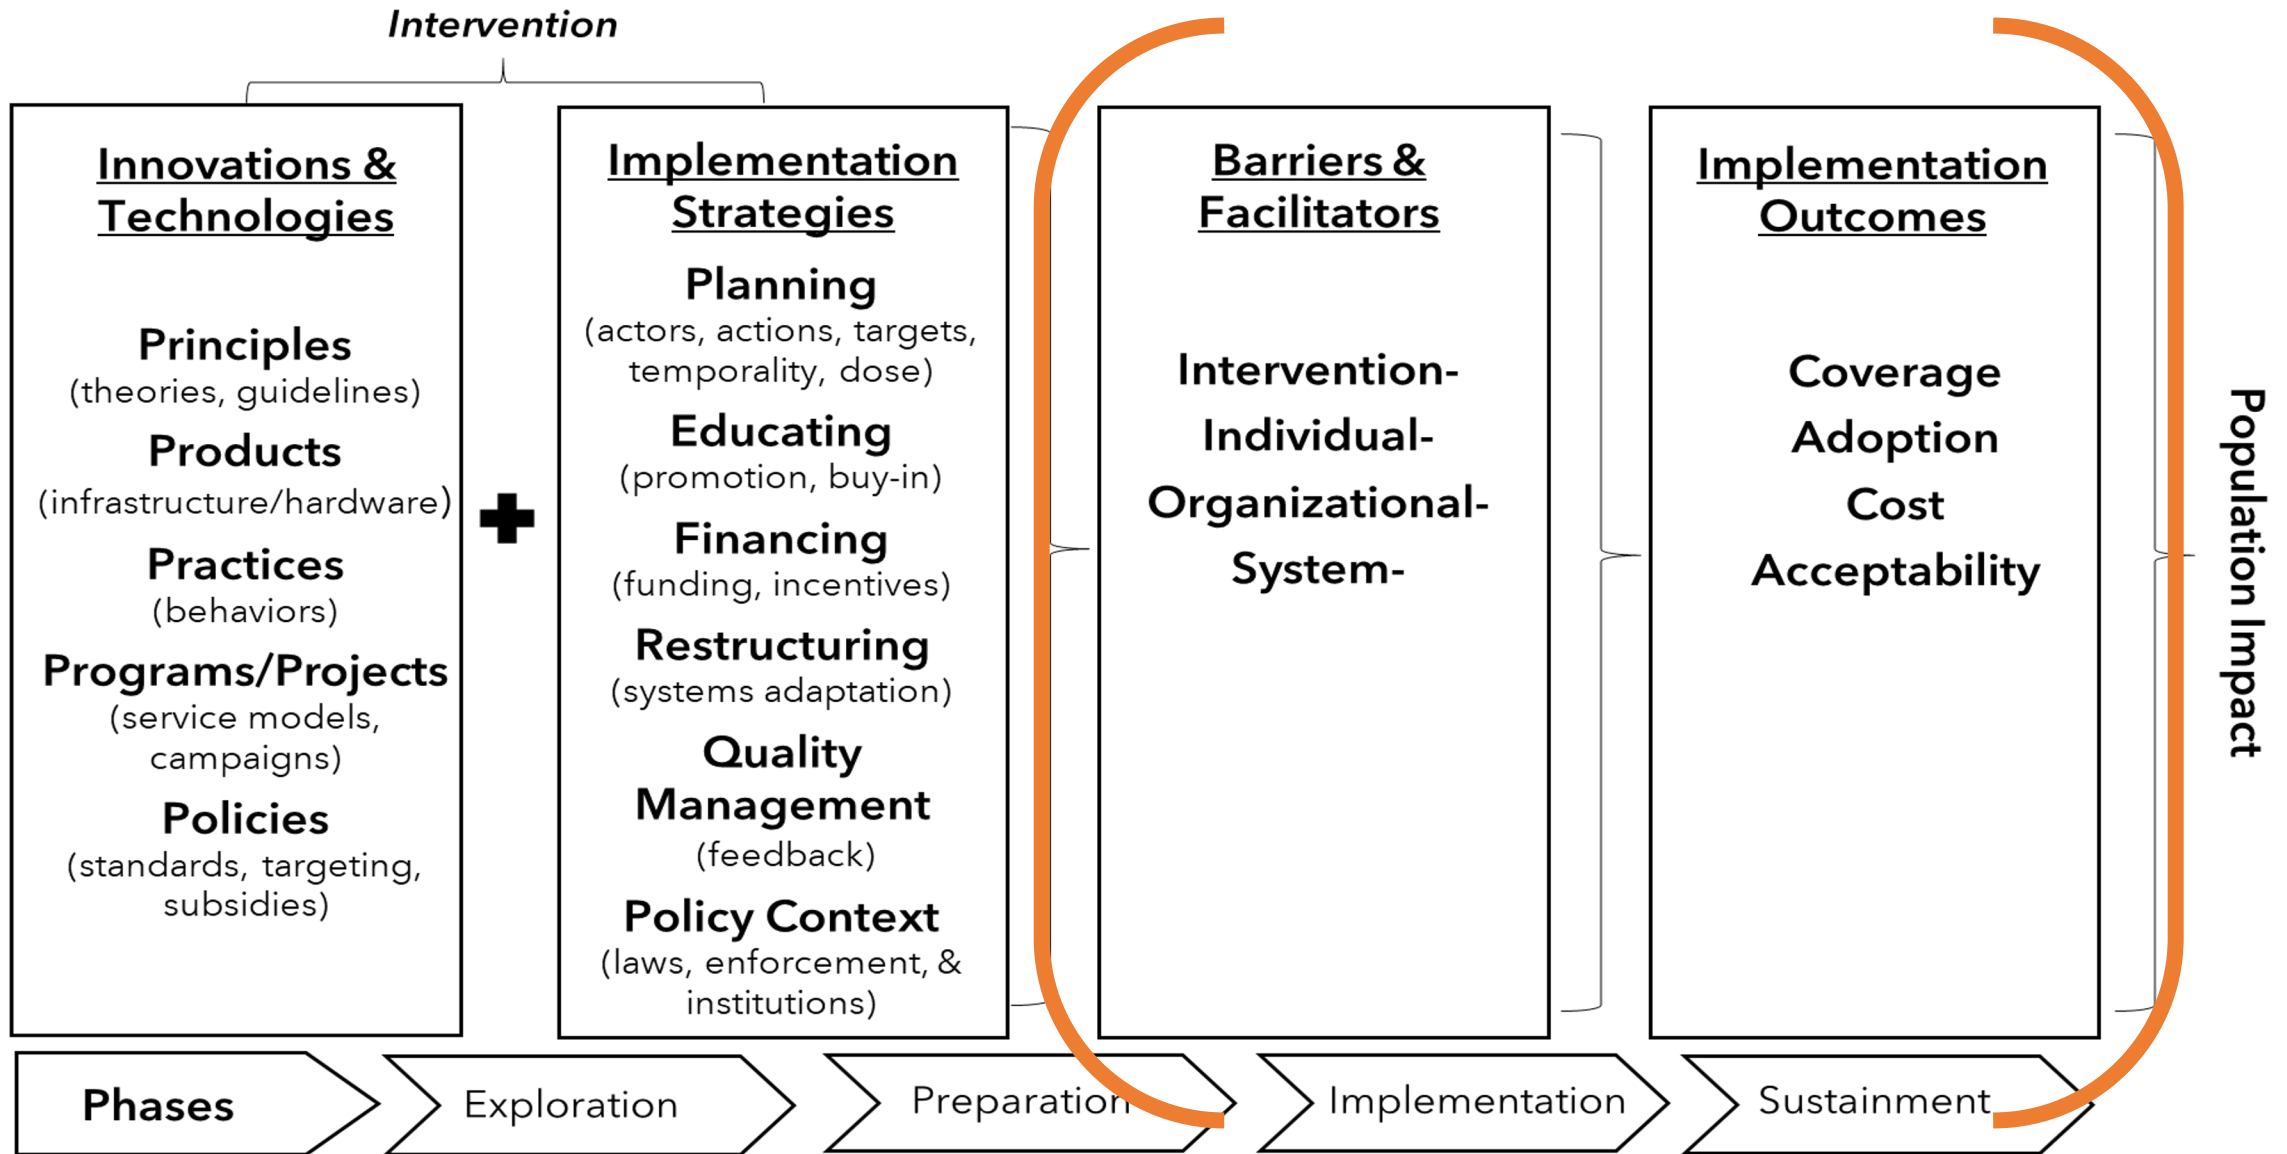 Intervention
Innovations &
Technologies
Principles
(theories, guidelines)
Products
(infrastructure/hardware)
Practices
(behaviors)
Programs/Projects
(service models,
campaigns)
Policies
(standards, targeting,
subsidies)
Implementation
Strategies
Planning
(actors, actions, targets,
temporality, dose)
Educating
(promotion, buy-in)
Financing
(funding, incentives)
Restructuring
(systems adaptation)
Quality
Management
(feedback)
Policy Context
(laws, enforcement, &
institutions)
Barriers &
Facilitators
Intervention-
Individual-
Organizational-
System-
Implementation
Outcomes
Coverage
Adoption
Cost
Acceptability
Population Impact
Phases
Exploration
Preparation
Implementation
Sustainment